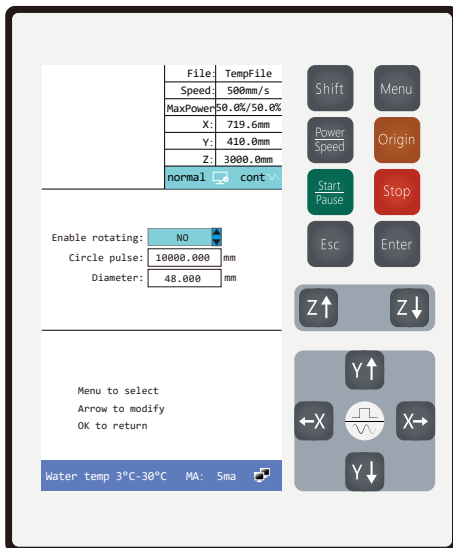 File: TempFile
Speed: 500mm/s
MaxPower 50.0%/50.0%
X: 719.6mm
Y: 410.0mm
Z: 3000.0mm
normal cont
Enable rotating: NO
Circle pulse: 10000.000 mm
Diameter: 48.000 mm
Menu to select
Arrow to modify
OK to return
Water temp 3°C-30°C MA: 5ma
Shift Menu
Power
Speed
Origin
Start
Pause
Stop
Esc Enter
Z↑ Z↓
Y↑
←X X→
Y↓